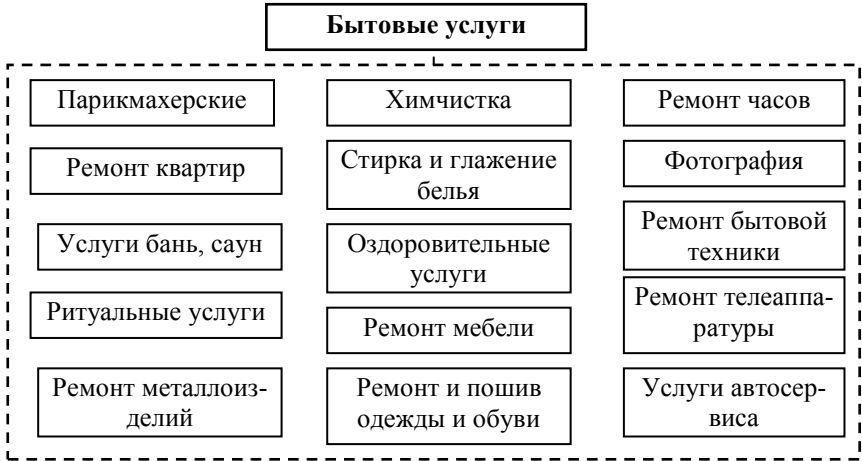 Бытовые услуги
Парикмахерские
Химчистка
Ремонт часов
Ремонт квартир
Стирка и глажение
белья
Фотография
Услуги бань, саун
Оздоровительные
услуги
Ремонт бытовой
техники
Ритуальные услуги
Ремонт мебели
Ремонт телеаппа-
ратуры
Ремонт металлоиз-
делий
Ремонт и пошив
одежды и обуви
Услуги автосер-
виса